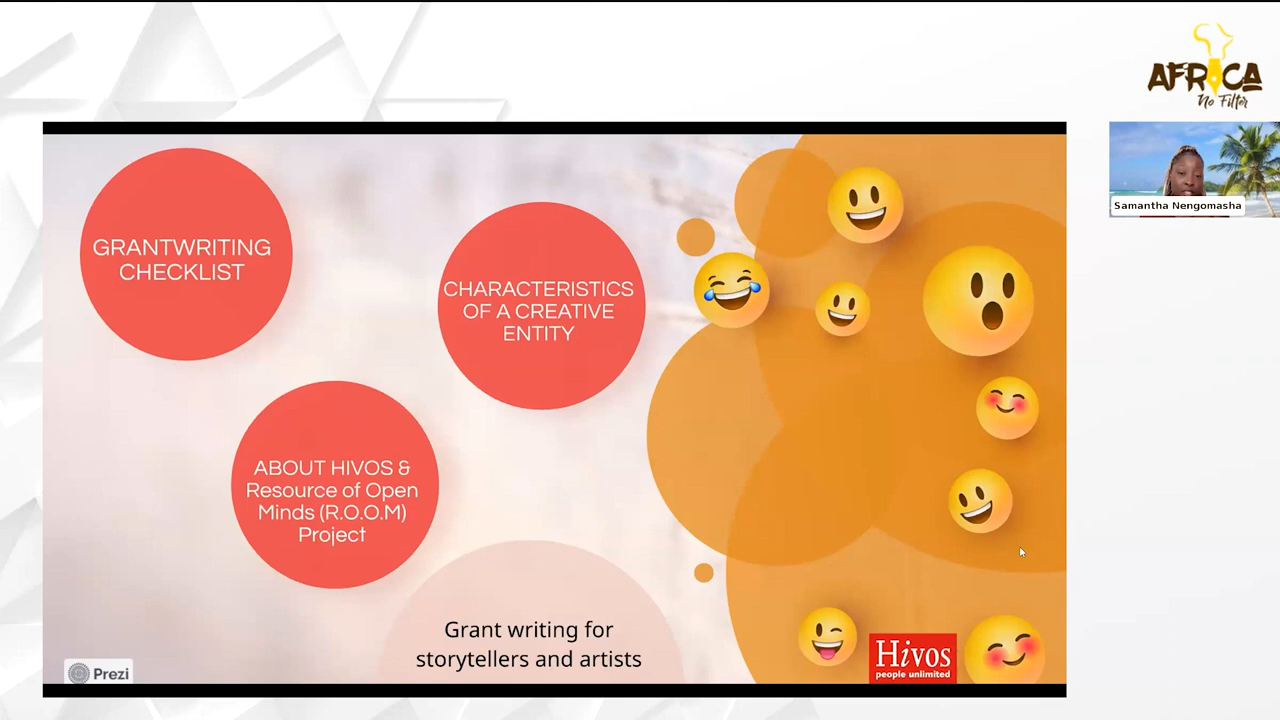 AFRICA
No Filter
Samantha Nengomasha
GRANTWRITING
CHECKLIST
CHARACTERISTICS
OF A CREATIVE
ENTITY
ABOUT HIVOS &
Resource of Open
Minds (R.O.O.M)
Project
Grant writing for
storytellers and artists
Hivos
people unlimited
Prezi